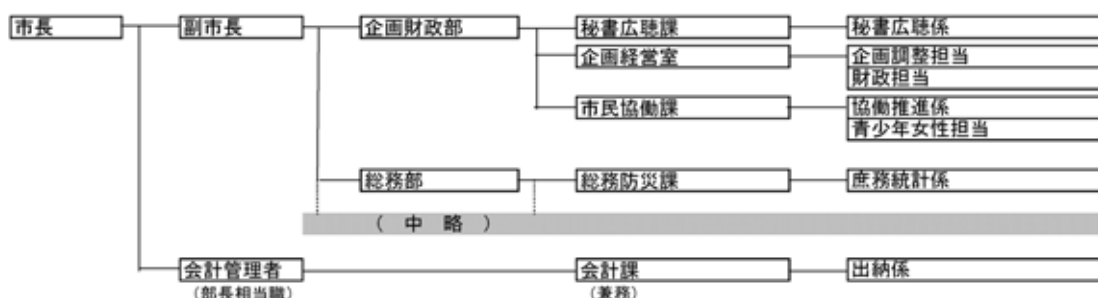 市長 副市長 企画財政部 秘書広聴課 秘書広聴係
企画経営室 企画調整担当
財政担当
市民協働課 協働推進係
青少年女性担当
総務部 総務防災課 庶務統計係
（ 中 略 ）
会計管理者 会計課 出納係
（部長相当職） （兼務）